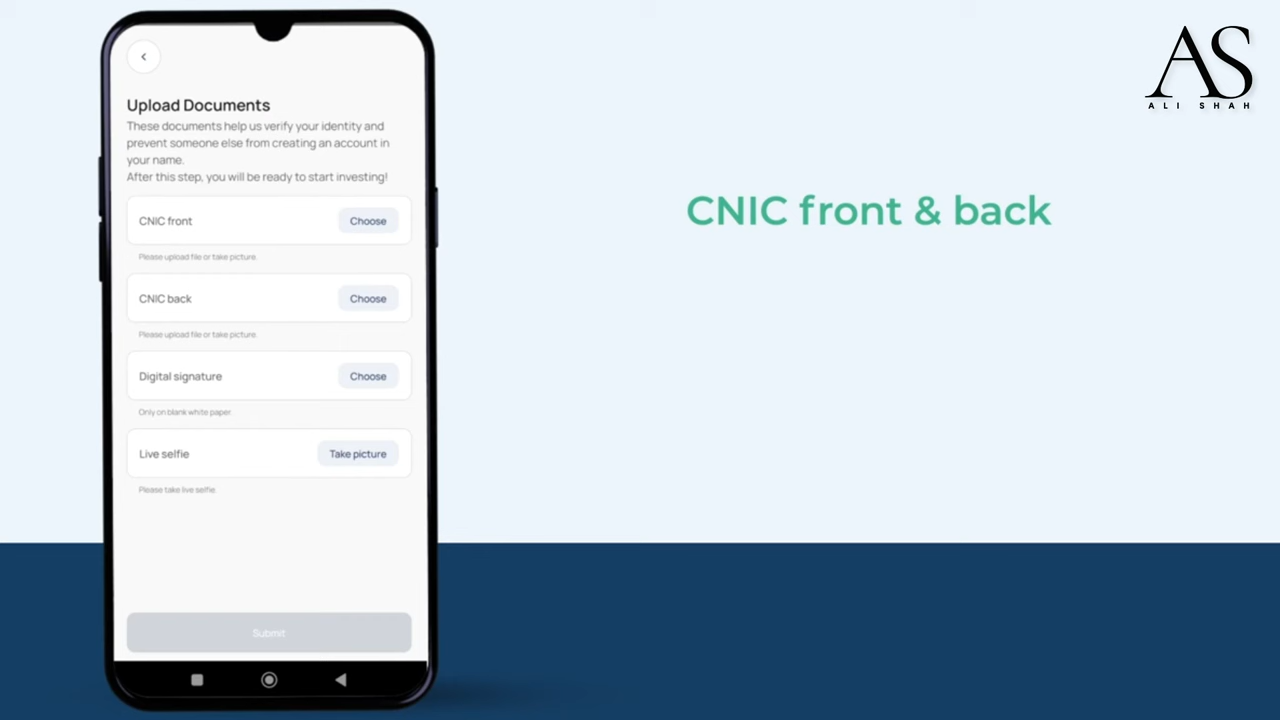 Upload Documents
These documents help us verify your identity and
prevent someone else from creating an account in
your name.
After this step, you will be ready to start investing!
CNIC front
Choose
Please upload file or take picture.
CNIC back
Choose
Please upload file or take picture.
Digital signature
Choose
Only on blank white paper.
Live selfie
Take picture
Please take live selfie.
Submit
CNIC front & back
AS
ALI SHAH